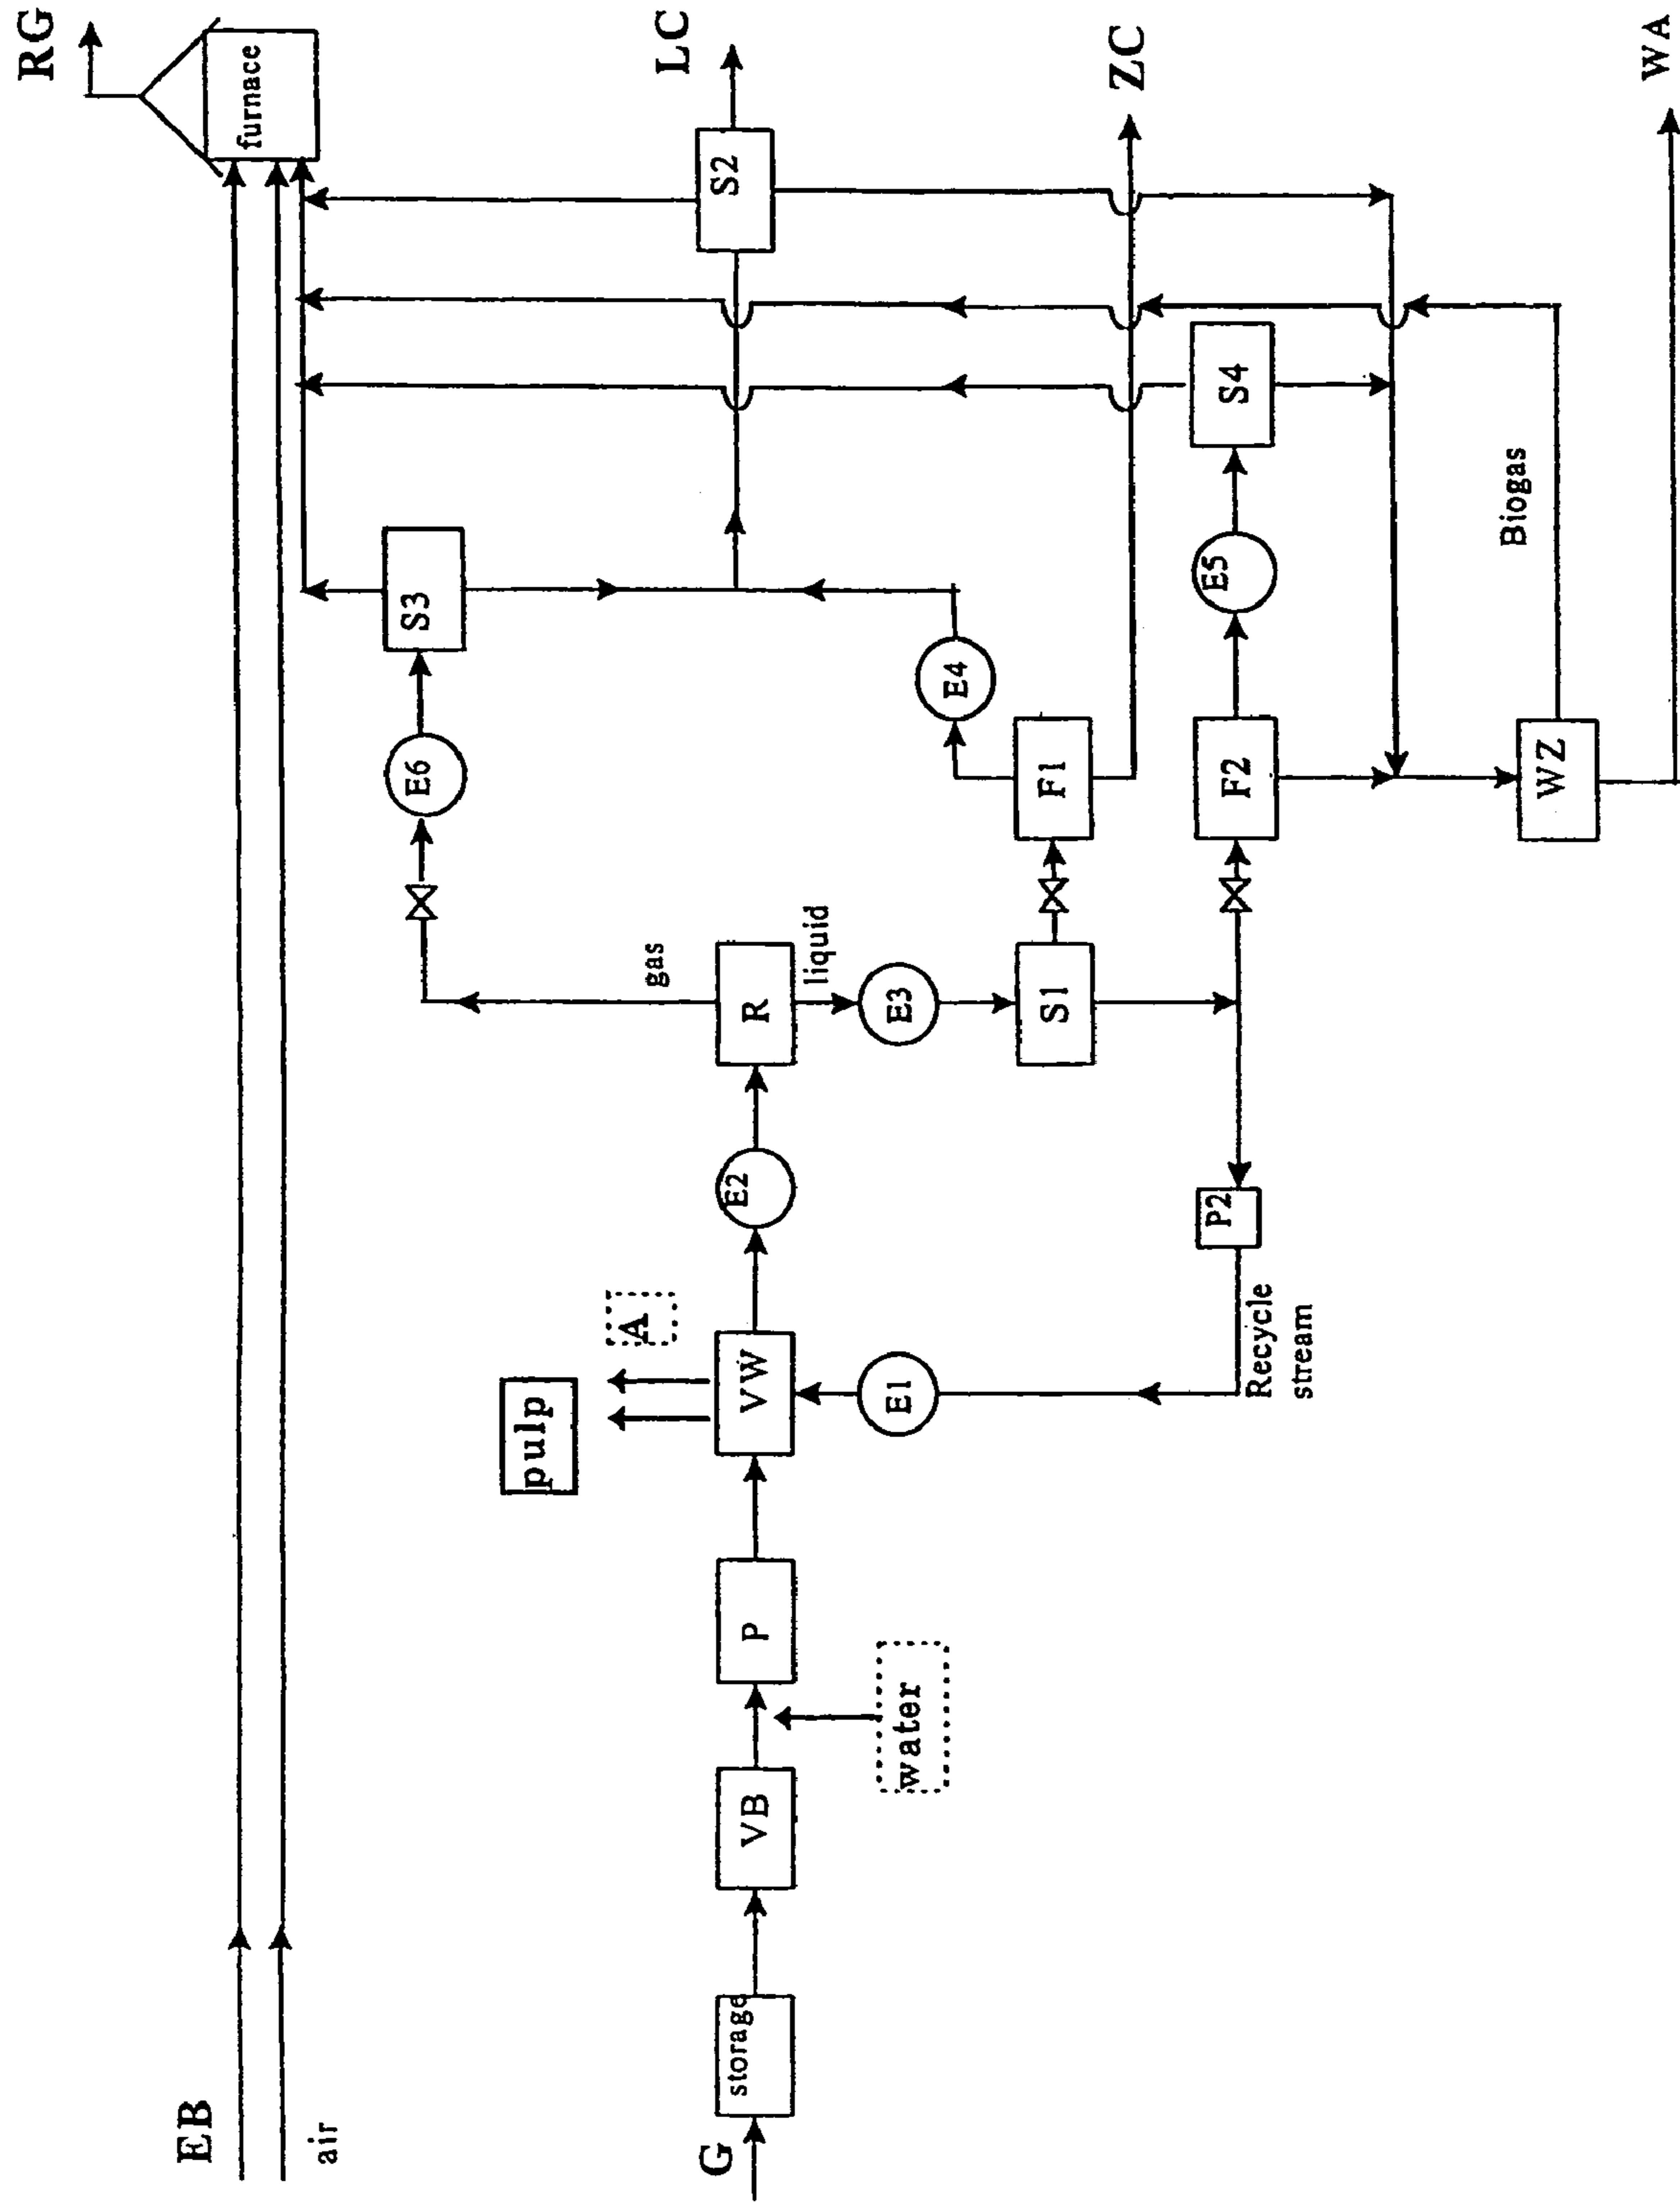 RG
furnace
LC
S2
ZC
WA
S4
S3
E5
Biogas
E6
E4
F1
F2
WZ
gas
R
liquid
E3
S1
E2
P2
A
pulp
VW
E1
Recycle
stream
P
water
VB
storage
EB
air
G